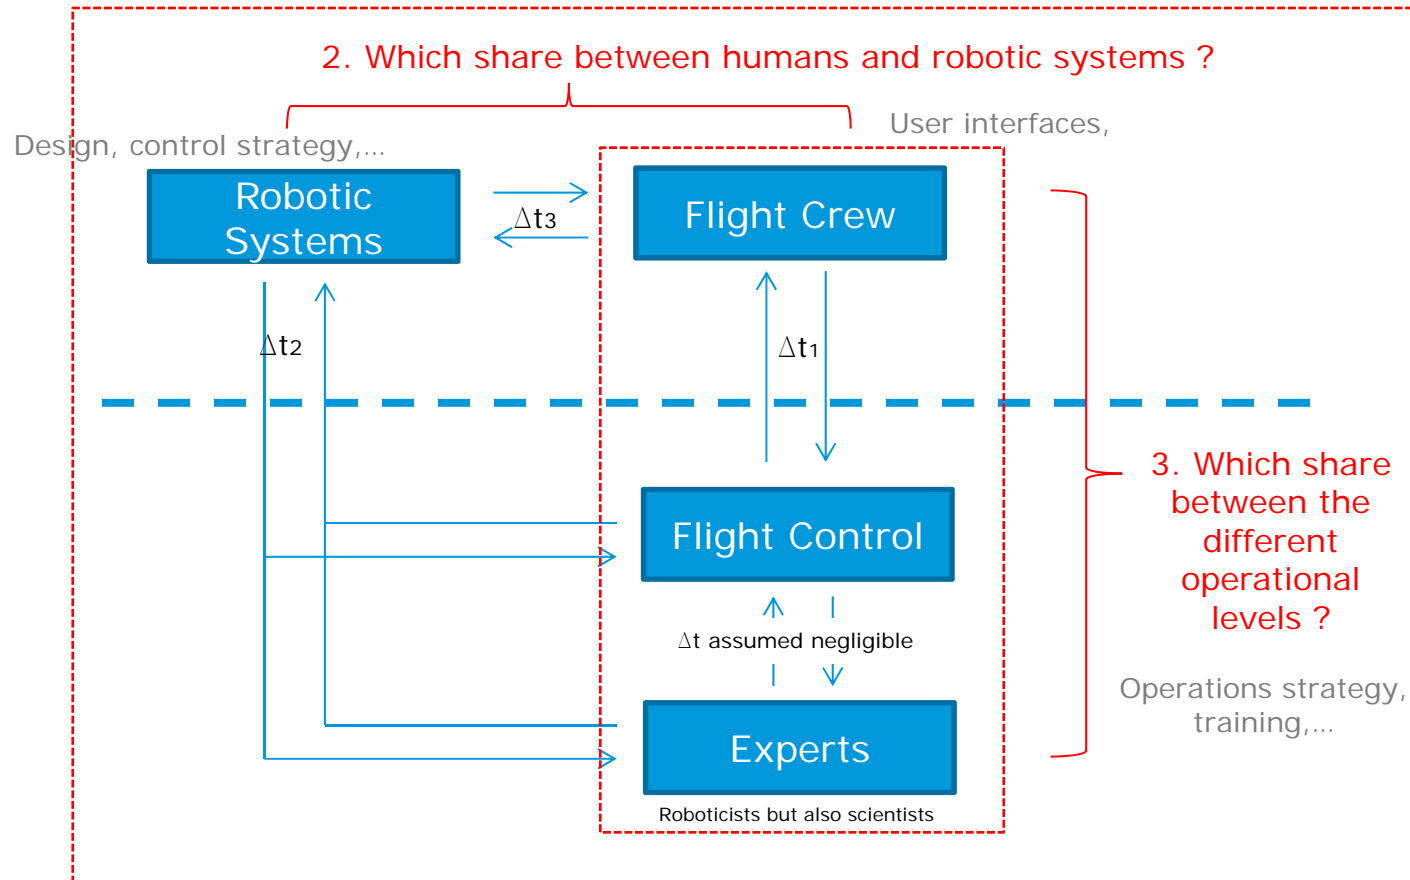 2. Which share between humans and robotic systems ?
User interfaces,
Design, control strategy,...
Robotic
Systems
Δt3
Flight Crew
Δt2
Δt1
3. Which share
between the
different
operational
levels ?
Flight Control
Δt assumed negligible
Operations strategy,
training,...
Experts
Roboticists but also scientists